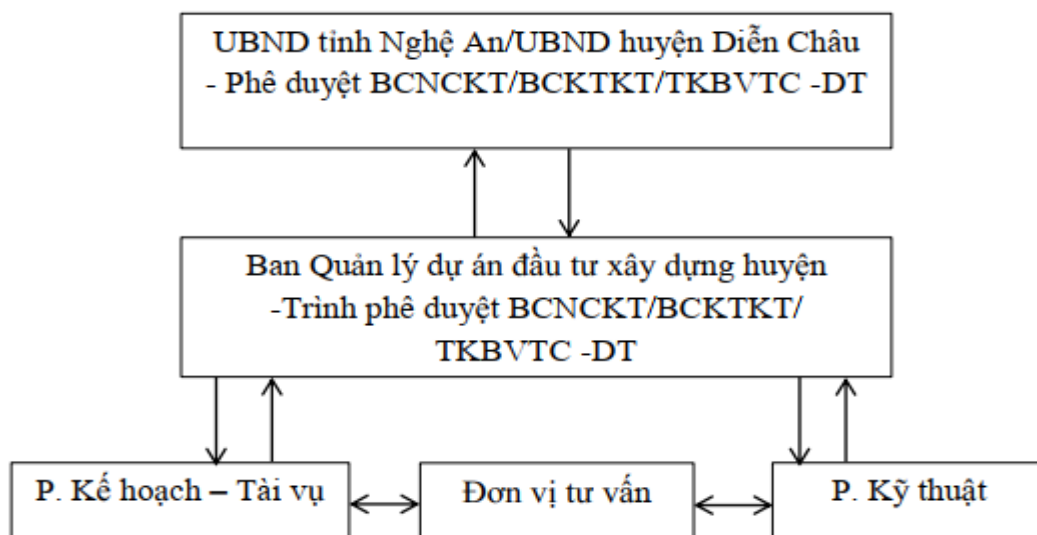 UBND tỉnh Nghệ An/UBND huyện Diễn Châu
- Phê duyệt BCNCKT/BCKTKT/TKBVTC -DT
Ban Quản lý dự án đầu tư xây dựng huyện
-Trình phê duyệt BCNCKT/BCKTKT/
TKBVTC -DT
P. Kế hoạch – Tài vụ
Đơn vị tư vấn
P. Kỹ thuật